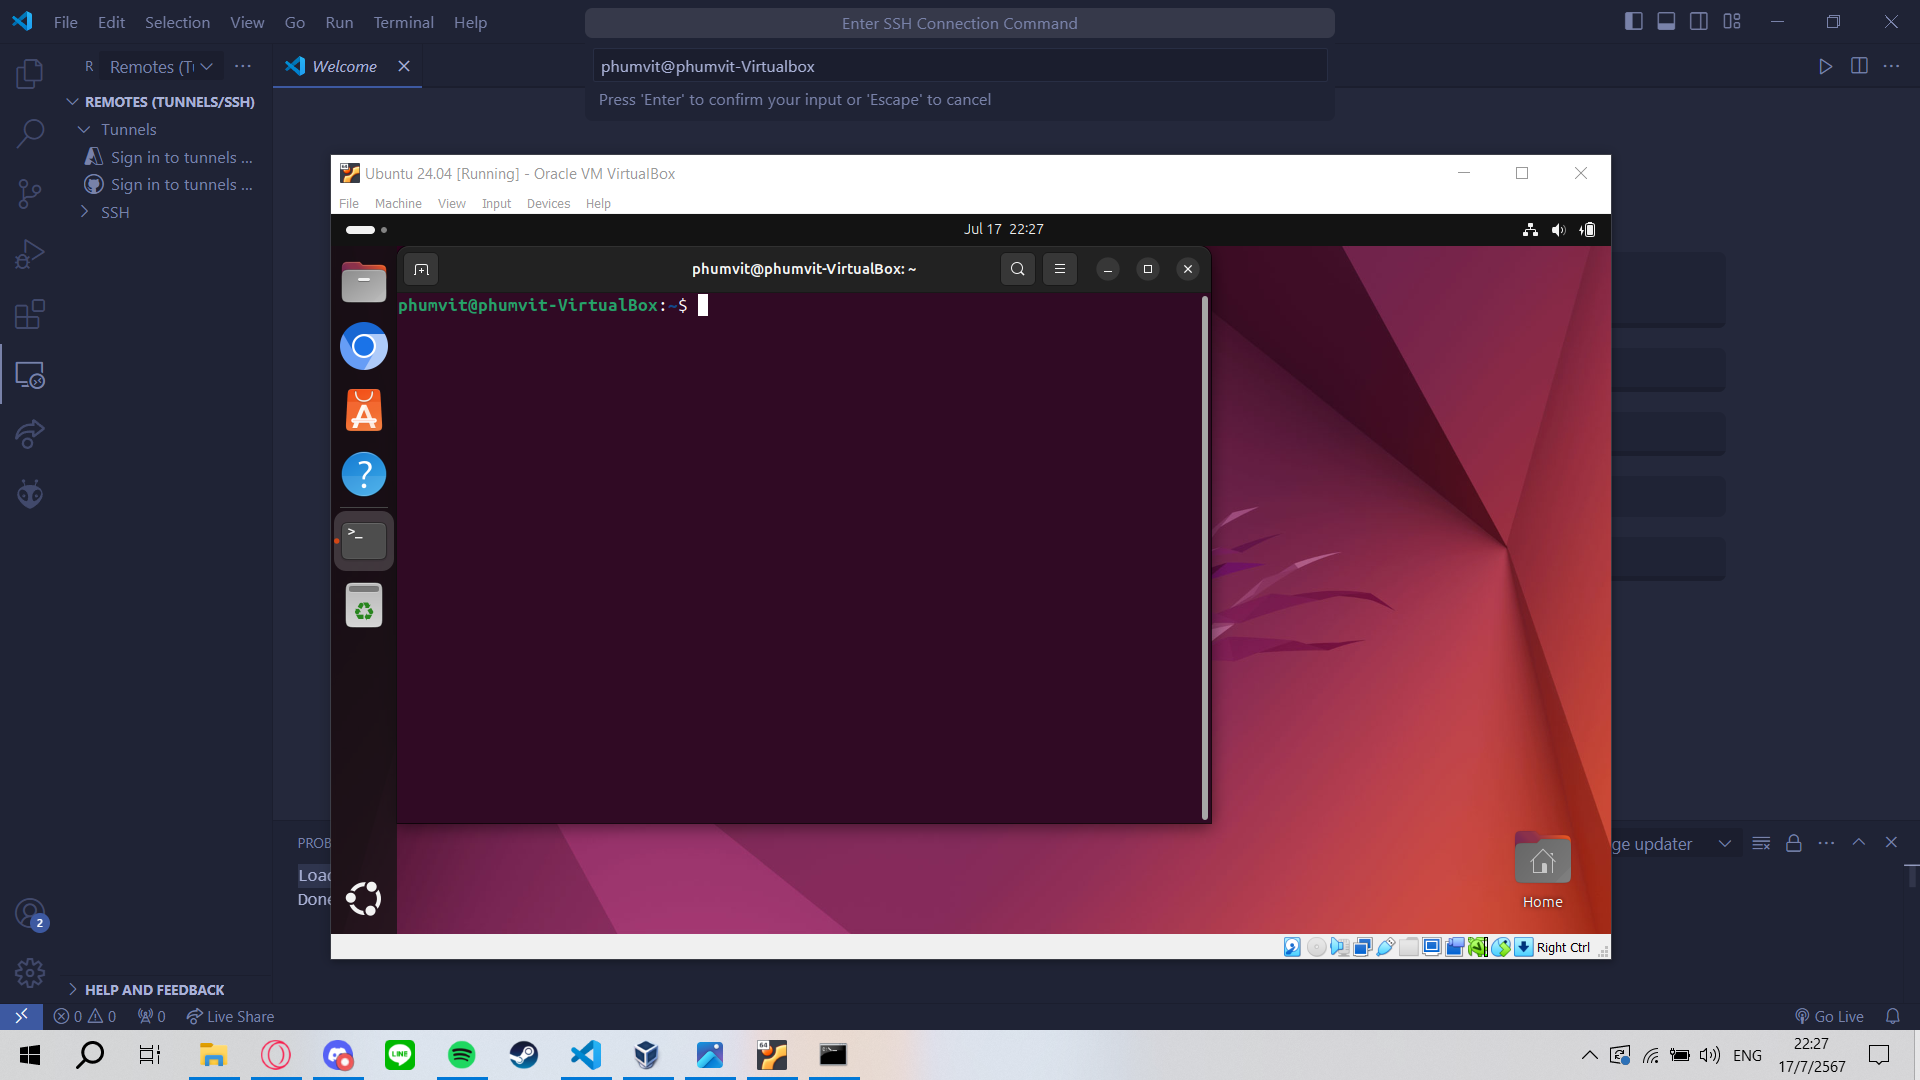 File Edit Selection View Go Run Terminal Help
Enter SSH Connection Command
R Remotes (T
Welcome
phumvit@phumvit-Virtualbox
Press 'Enter' to confirm your input or 'Escape' to cancel
REMOTES (TUNNELS/SSH)
Tunnels
Sign in to tunnels ...
Sign in to tunnels ...
SSH
Ubuntu 24.04 [Running] - Oracle VM VirtualBox
File Machine View Input Devices Help
Jul 17 22:27
phumvit@phumvit-VirtualBox: ~
phumvit@phumvit-VirtualBox:~$
>_
Home
Right Ctrl
PROB
ge updater
Load
Done
2
HELP AND FEEDBACK
0 0 0 Live Share
Go Live
LINE
64
ENG
22:27
17/7/2567